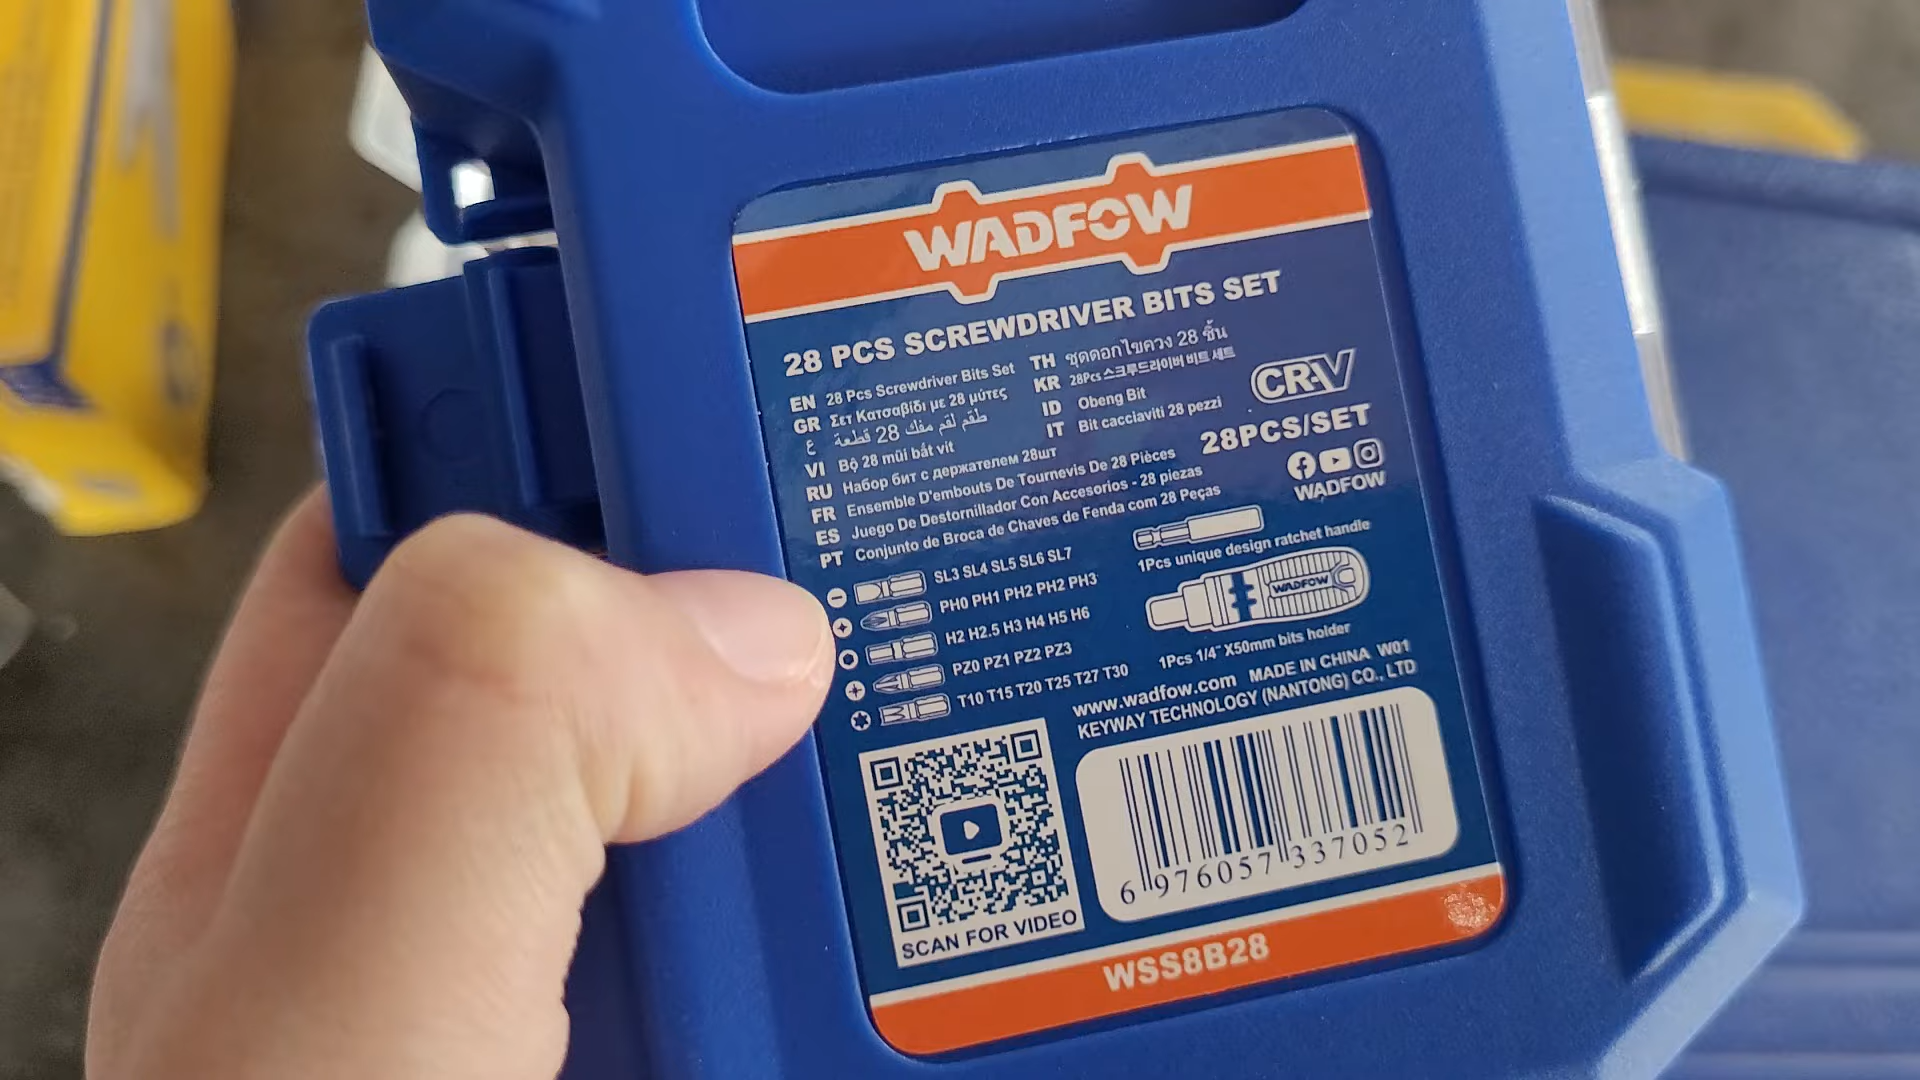 WADFOW
28 PCS SCREWDRIVER BITS SET
EN 28 Pcs Screwdriver Bits Set
GR Σετ Κατσαβίδι με 28 μύτες
ع طقم لقم مفك 28 قطعة
VI Bộ 28 mũi bắt vít
RU Набор бит с держателем 28шт
FR Ensemble D'embouts De Tournevis De 28 Pièces
ES Juego De Destornillador Con Accesorios - 28 piezas
PT Conjunto de Broca de Chaves de Fenda com 28 Peças
TH ชุดดอกไขควง 28 ชิ้น
KR 28Pcs 스크루드라이버 비트 세트
ID Obeng Bit
IT Bit cacciaviti 28 pezzi
CR-V
28PCS/SET
WADFOW
SL3 SL4 SL5 SL6 SL7
PH0 PH1 PH2 PH2 PH3
H2 H2.5 H3 H4 H5 H6
PZ0 PZ1 PZ2 PZ3
T10 T15 T20 T25 T27 T30
1Pcs unique design ratchet handle
WADFOW
1Pcs 1/4" X50mm bits holder
www.wadfow.com MADE IN CHINA W01
KEYWAY TECHNOLOGY (NANTONG) CO., LTD
SCAN FOR VIDEO
6 976057 337052
WSS8B28